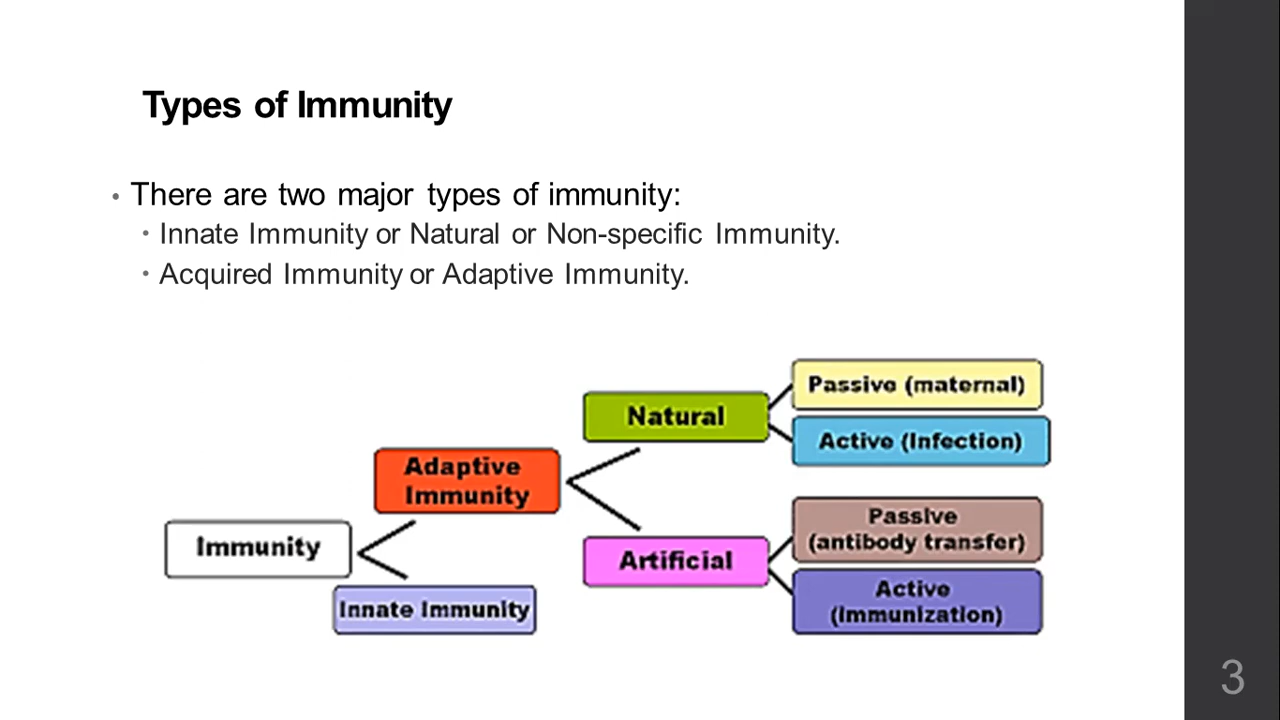 Types of Immunity
• There are two major types of immunity:
▪ Innate Immunity or Natural or Non-specific Immunity.
▪ Acquired Immunity or Adaptive Immunity.
Passive (maternal)
Natural
Active (Infection)
Adaptive
Immunity
Passive
(antibody transfer)
Immunity
Artificial
Active
(immunization)
Innate Immunity
3